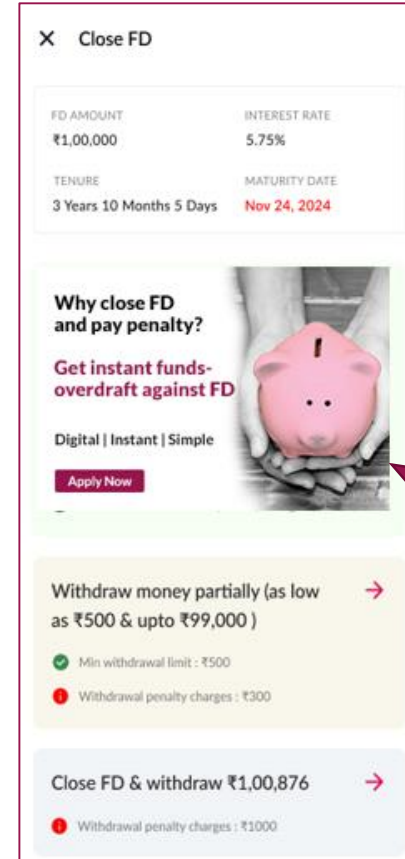 Close FD
FD AMOUNT INTEREST RATE
₹1,00,000 5.75%
TENURE MATURITY DATE
3 Years 10 Months 5 Days Nov 24, 2024
Why close FD
and pay penalty?
Get instant funds-
overdraft against FD
Digital | Instant | Simple
Apply Now
Withdraw money partially (as low
as ₹500 & upto ₹99,000 )
Min withdrawal limit : ₹500
Withdrawal penalty charges : ₹300
Close FD & withdraw ₹1,00,876
Withdrawal penalty charges : ₹1000